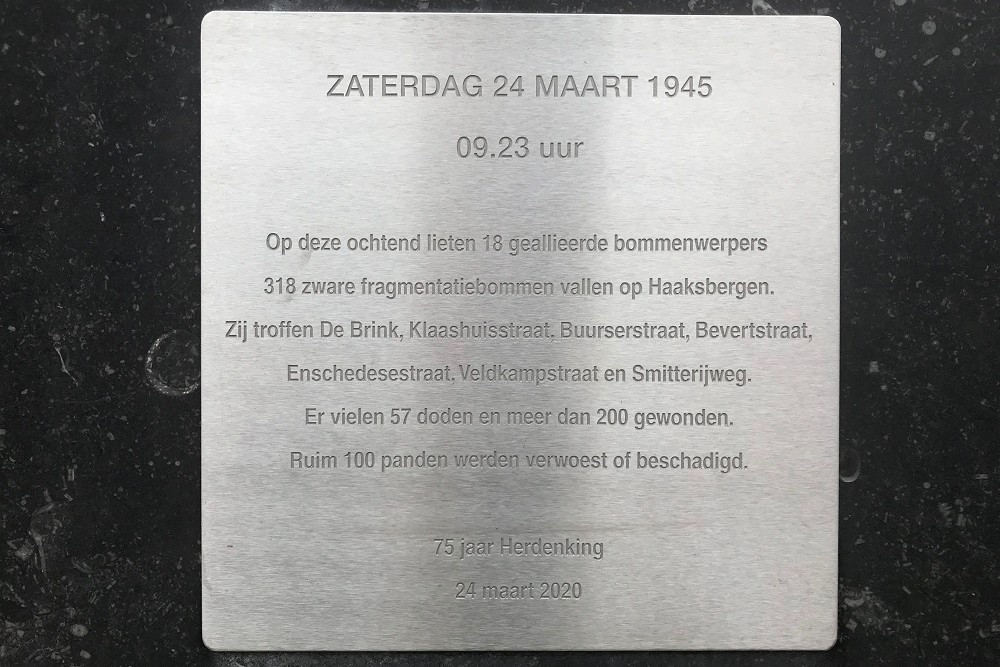 ZATERDAG 24 MAART 1945
09.23 uur
Op deze ochtend lieten 18 geallieerde bommenwerpers
318 zware fragmentatiebommen vallen op Haaksbergen.
Zij troffen De Brink, Klaashuisstraat, Buurserstraat, Bevertstraat,
Enschedesestraat, Veldkampstraat en Smitterijweg.
Er vielen 57 doden en meer dan 200 gewonden.
Ruim 100 panden werden verwoest of beschadigd.
75 jaar Herdenking
24 maart 2020